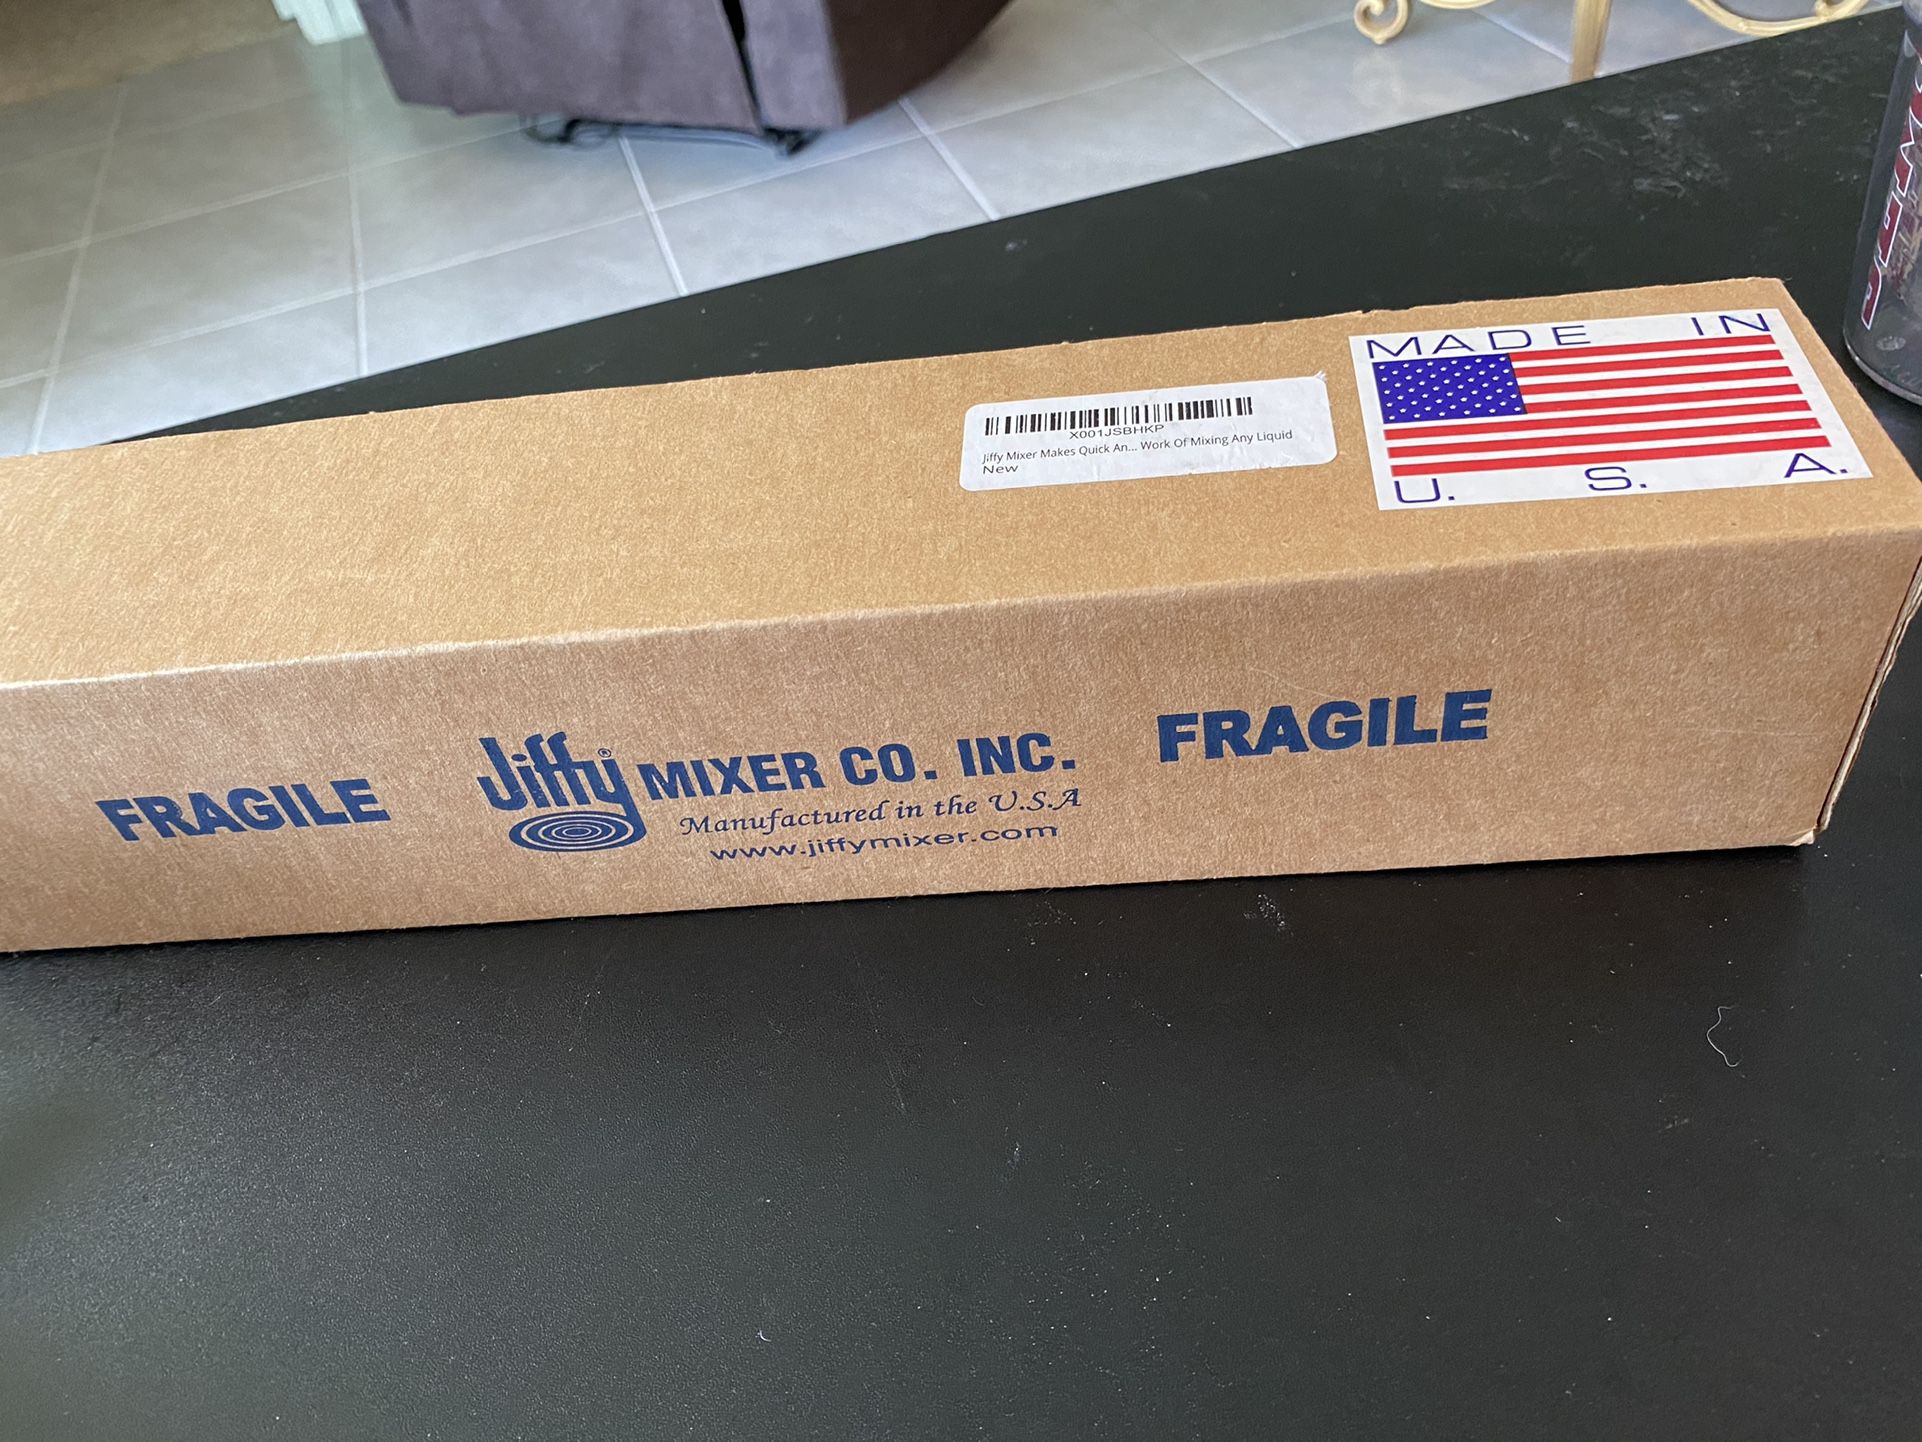 MADE IN
U. S. A.
X001JSBHKP
Jiffy Mixer Makes Quick An... Work Of Mixing Any Liquid
New
FRAGILE
Jiffy® MIXER CO. INC.
Manufactured in the U.S.A
www.jiffymixer.com
FRAGILE